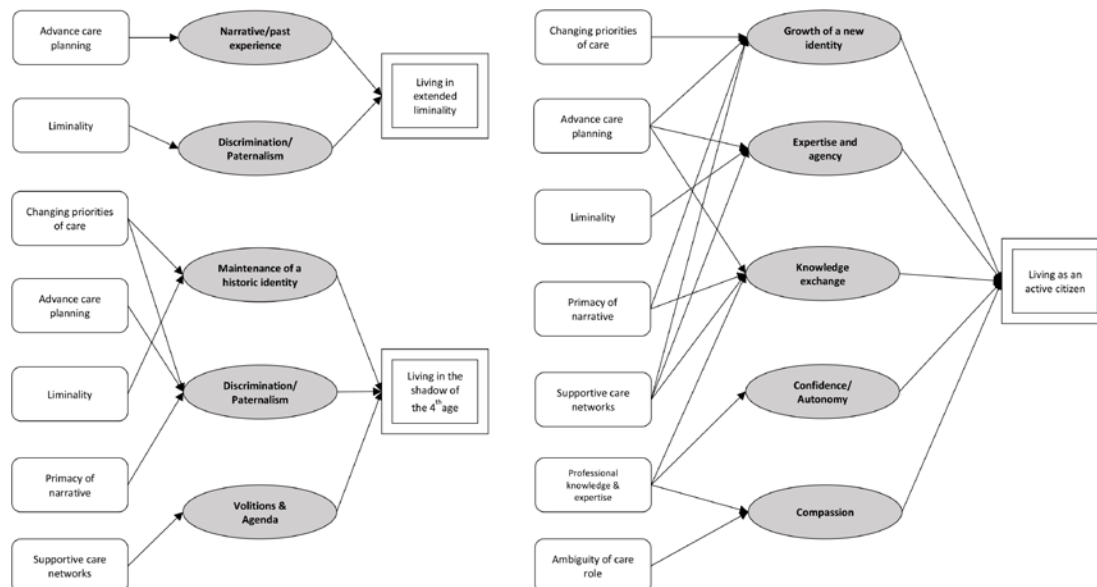 Advance care
planning
Narrative/past
experience
Living in
extended
liminality
Liminality
Discrimination/
Paternalism
Changing priorities
of care
Maintenance of a
historic identity
Advance care
planning
Liminality
Discrimination/
Paternalism
Living in the
shadow of
the 4th age
Primacy of
narrative
Volitions &
Agenda
Supportive care
networks
Changing priorities
of care
Growth of a new
identity
Advance care
planning
Expertise and
agency
Liminality
Knowledge
exchange
Living as an
active citizen
Primacy of
narrative
Supportive care
networks
Confidence/
Autonomy
Professional
knowledge &
expertise
Compassion
Ambiguity of care
role